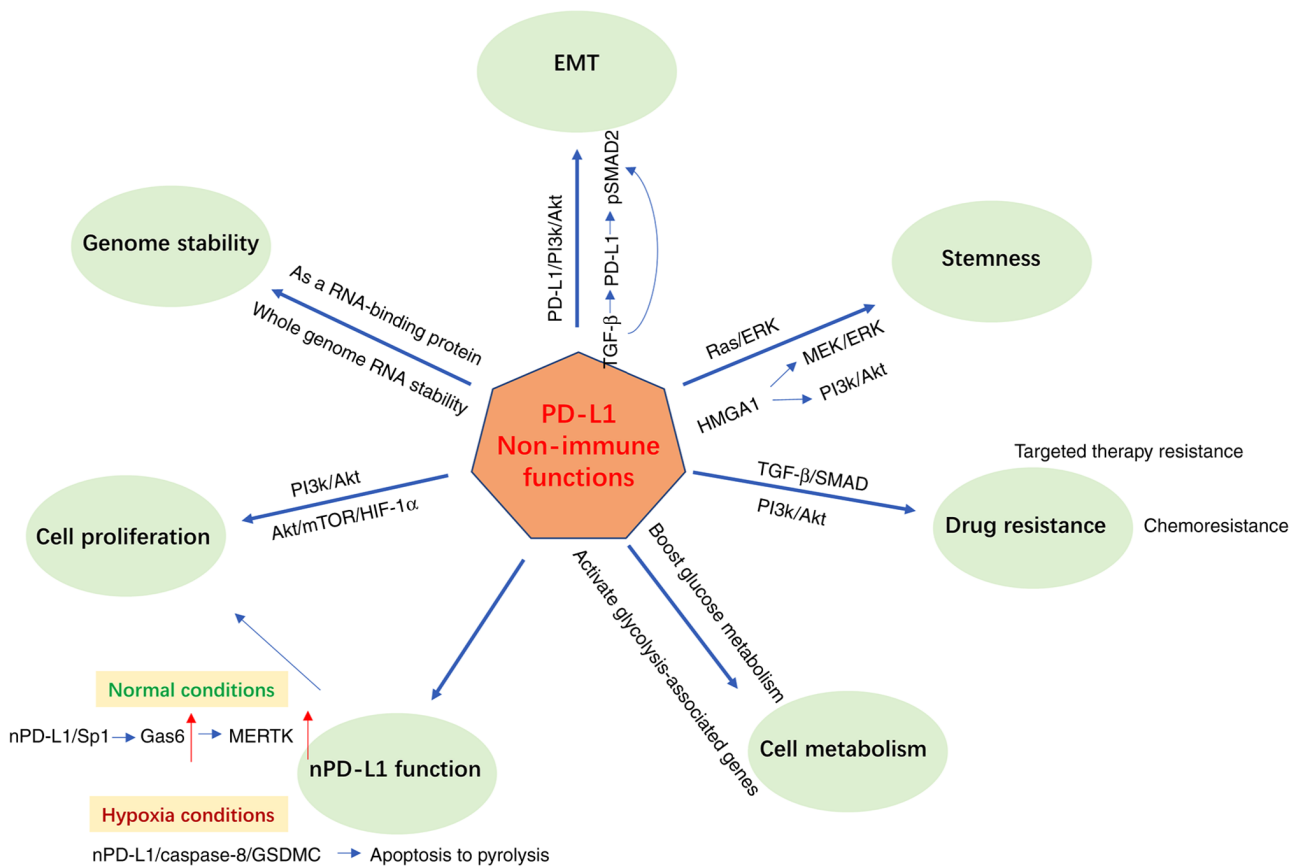 EMT
PD-L1/PI3k/Akt
TGF-β
PD-L1
pSMAD2
Genome stability
As a RNA-binding protein
Whole genome RNA stability
Stemness
Ras/ERK
HMGA1
MEK/ERK
PI3k/Akt
PD-L1
Non-immune
functions
Targeted therapy resistance
TGF-β/SMAD
PI3k/Akt
Drug resistance
Chemoresistance
PI3k/Akt
Akt/mTOR/HIF-1α
Cell proliferation
Boost glucose metabolism
Activate glycolysis-associated genes
Cell metabolism
Normal conditions
nPD-L1/Sp1
Gas6
MERTK
nPD-L1 function
Hypoxia conditions
nPD-L1/caspase-8/GSDMC
Apoptosis to pyrolysis